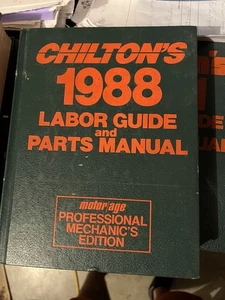 CHILTON'S
1988
LABOR GUIDE
and
PARTS MANUAL
motor/age
PROFESSIONAL
MECHANIC'S
EDITION